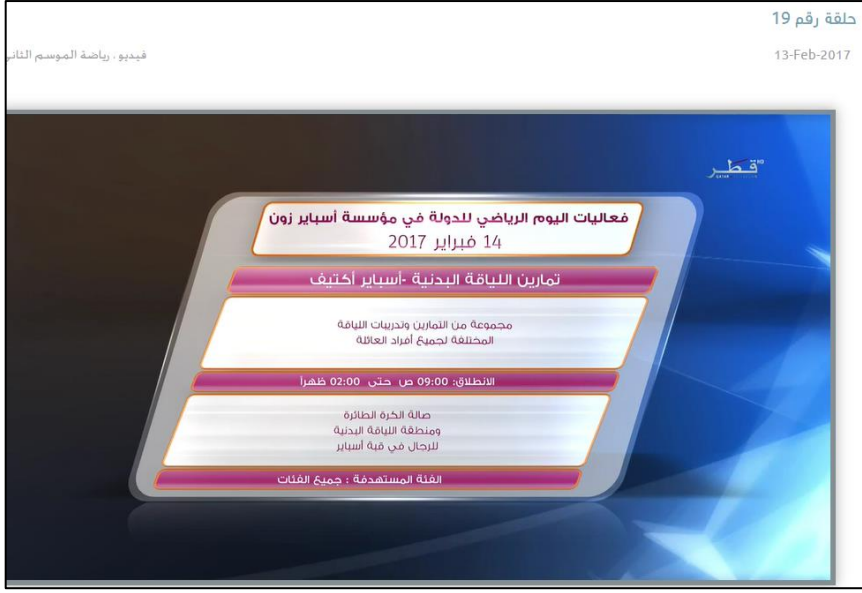 حلقة رقم 19
13-Feb-2017
فيديو ، رياضة الموسم الثاني
قطر HD
فعاليات اليوم الرياضي للدولة في مؤسسة أسباير زون
14 فبراير 2017
تمارين اللياقة البدنية -أسباير أكتيف
مجموعة من التمارين وتدريبات اللياقة
المختلفة لجميع أفراد العائلة
الانطلاق: 09:00 ص حتى 02:00 ظهراً
صالة الكرة الطائرة
ومنطقة اللياقة البدنية
للرجال في قبة أسباير
الفئة المستهدفة : جميع الفئات